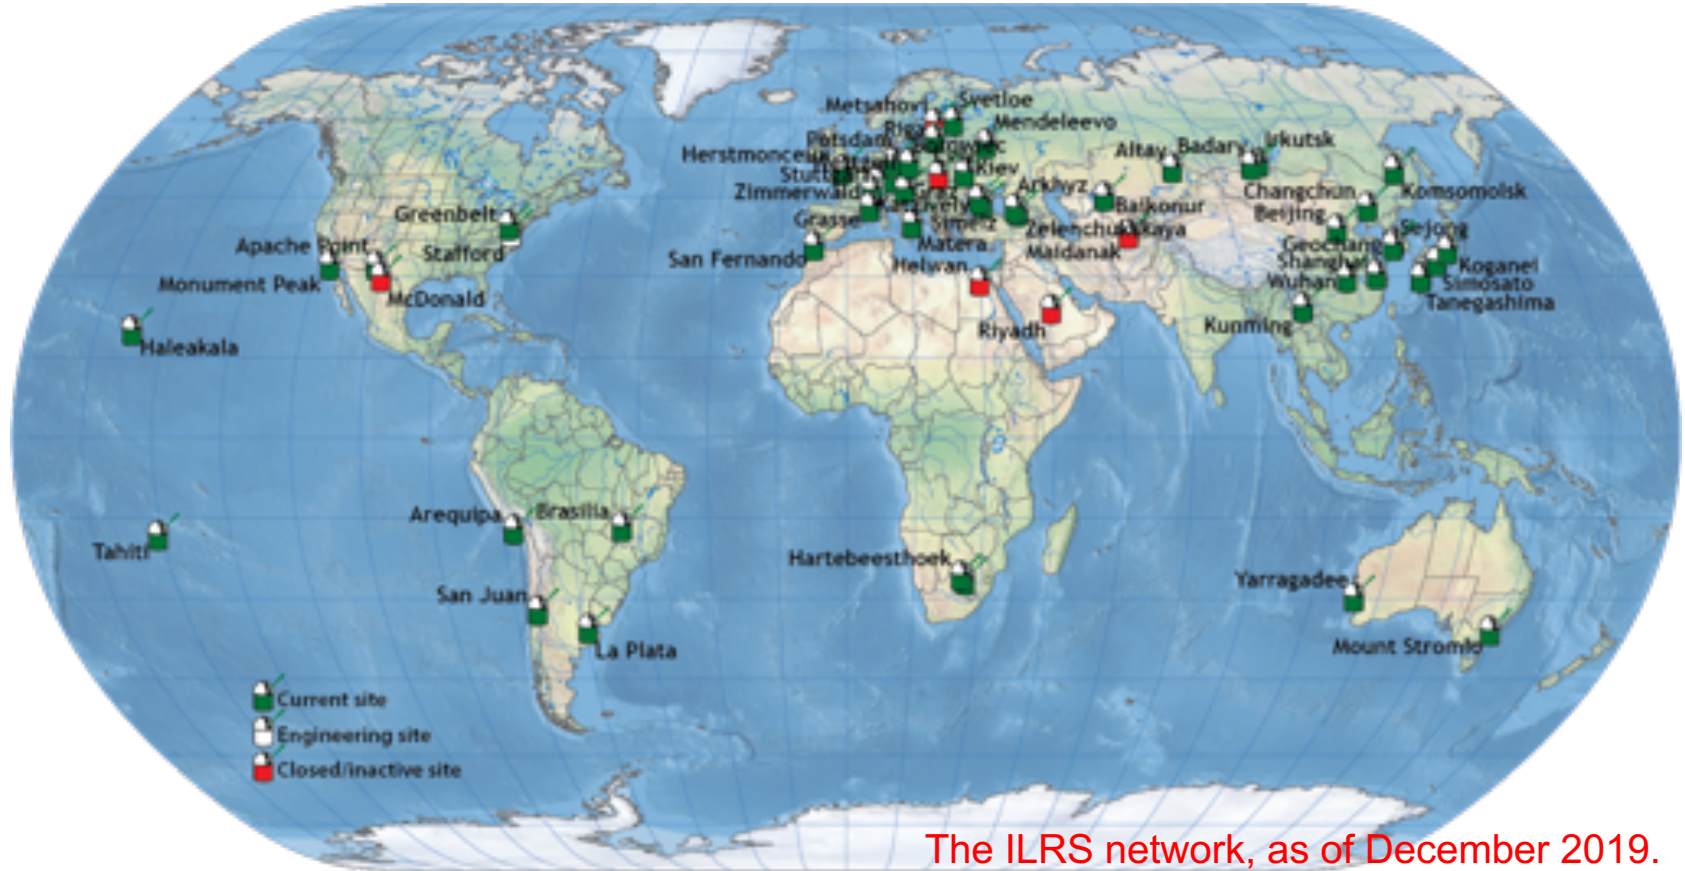 Metsahovi
Svetloe
Riga
Mendeleevo
Potsdam
Borowiec
Herstmonceux
Kiev
Altay
Badary
Irkutsk
Zimmerwald
Graz
Arkhyz
Baikonur
Changchun
Komsomolsk
Grasse
Katzively
Simeiz
Zelenchukskaya
Beijing
Sejong
Greenbelt
Stafford
Matera
Maidanak
Geochang
Apache Point
San Fernando
Helwan
Shanghai
Koganei
Monument Peak
McDonald
Wuhan
Simosato
Tanegashima
Haleakala
Riyadh
Kunming
Arequipa
Brasilia
Tahiti
Hartebeesthoek
Yarragadee
San Juan
La Plata
Mount Stromlo
Current site
Engineering site
Closed/inactive site
The ILRS network, as of December 2019.